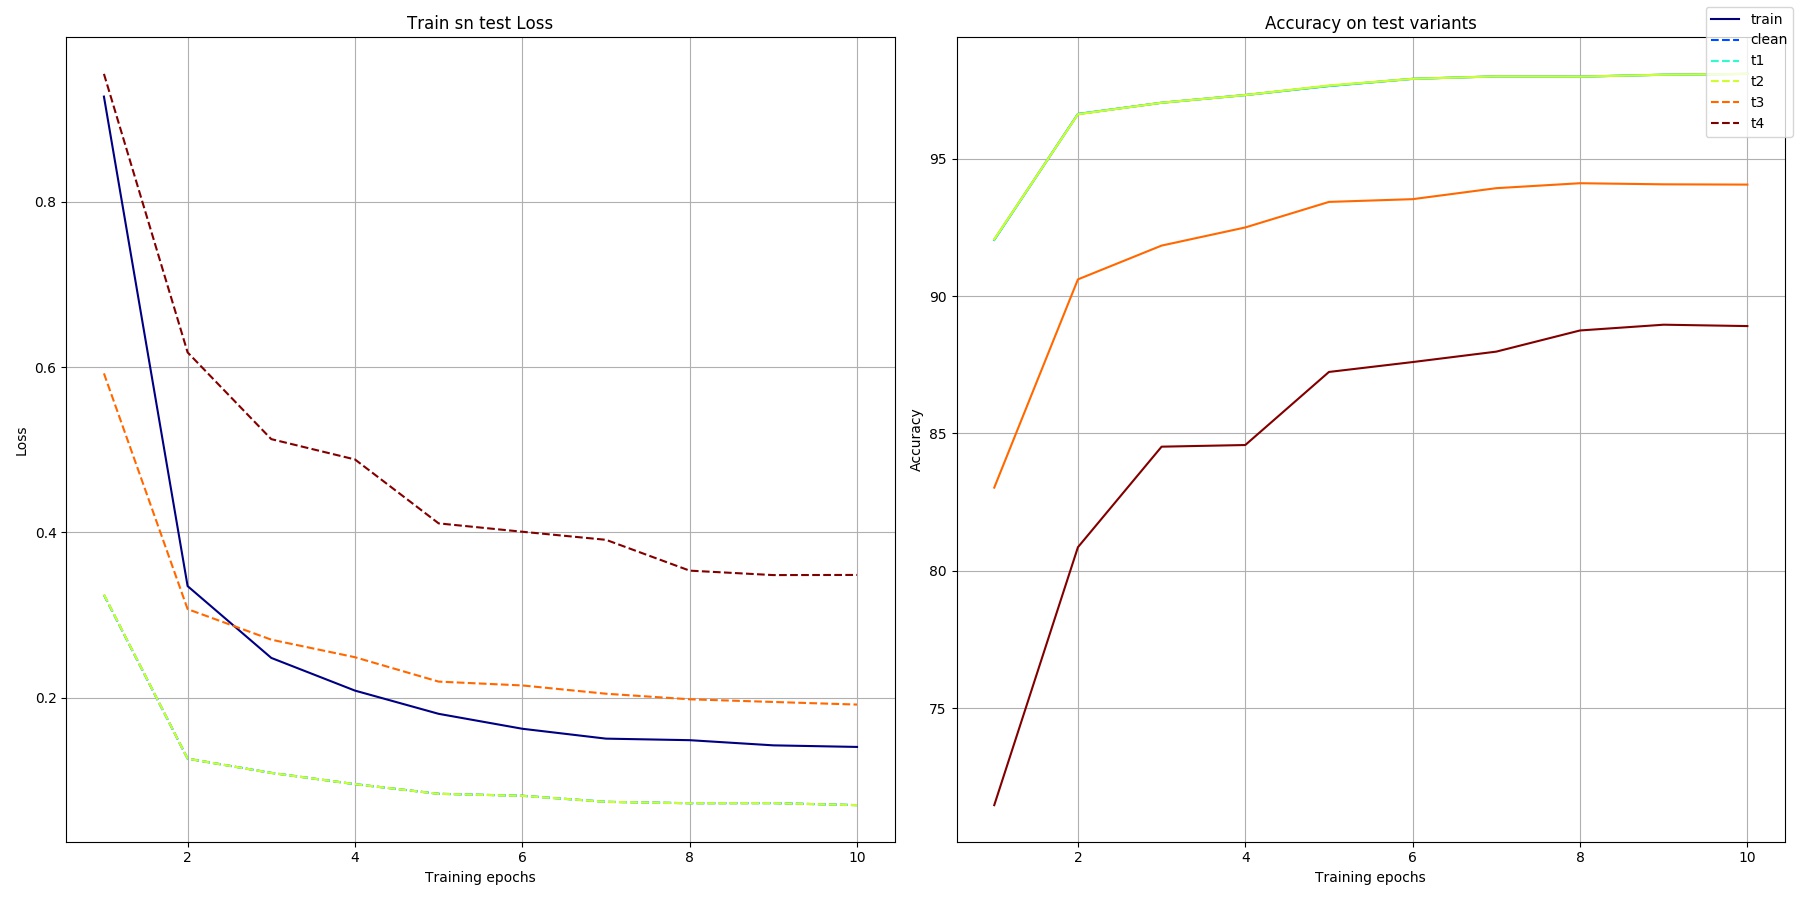 Train sn test Loss
Loss
0.8
0.6
0.4
0.2
2
4
6
8
10
Training epochs
Accuracy on test variants
Accuracy
95
90
85
80
75
2
4
6
8
10
Training epochs
train
clean
t1
t2
t3
t4